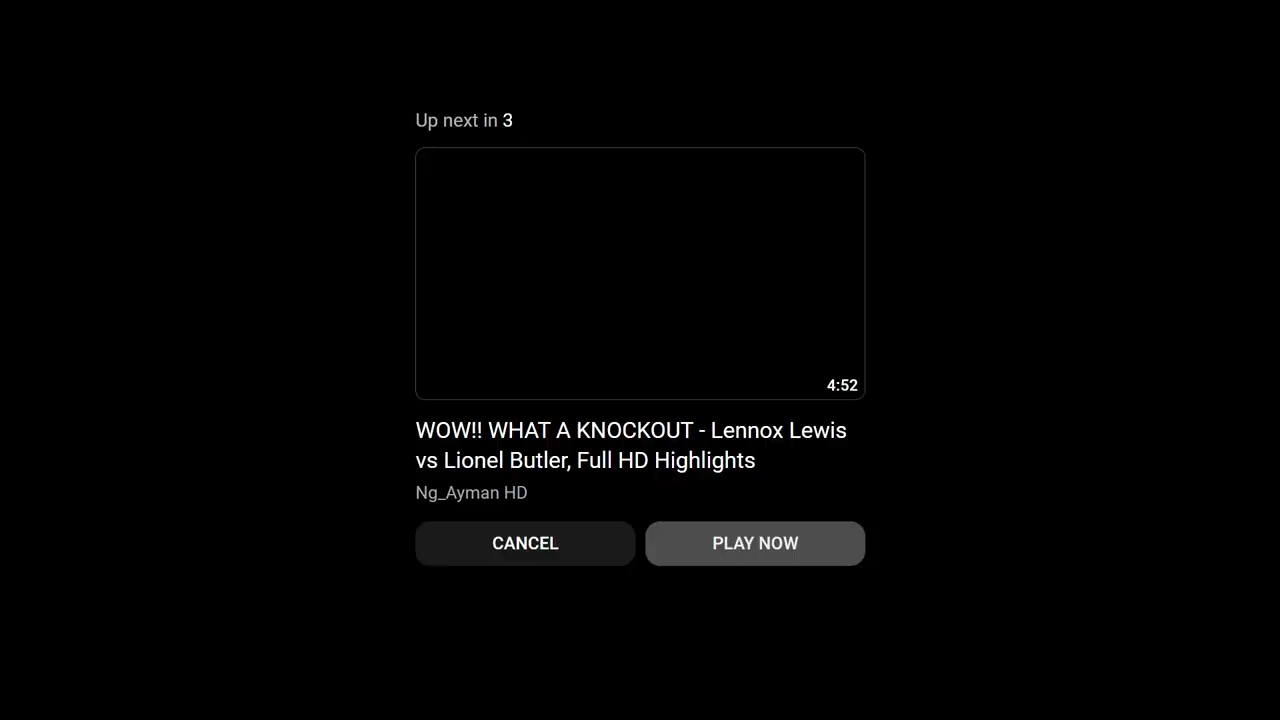 Up next in 3
4:52
WOW!! WHAT A KNOCKOUT - Lennox Lewis
vs Lionel Butler, Full HD Highlights
Ng_Ayman HD
CANCEL
PLAY NOW